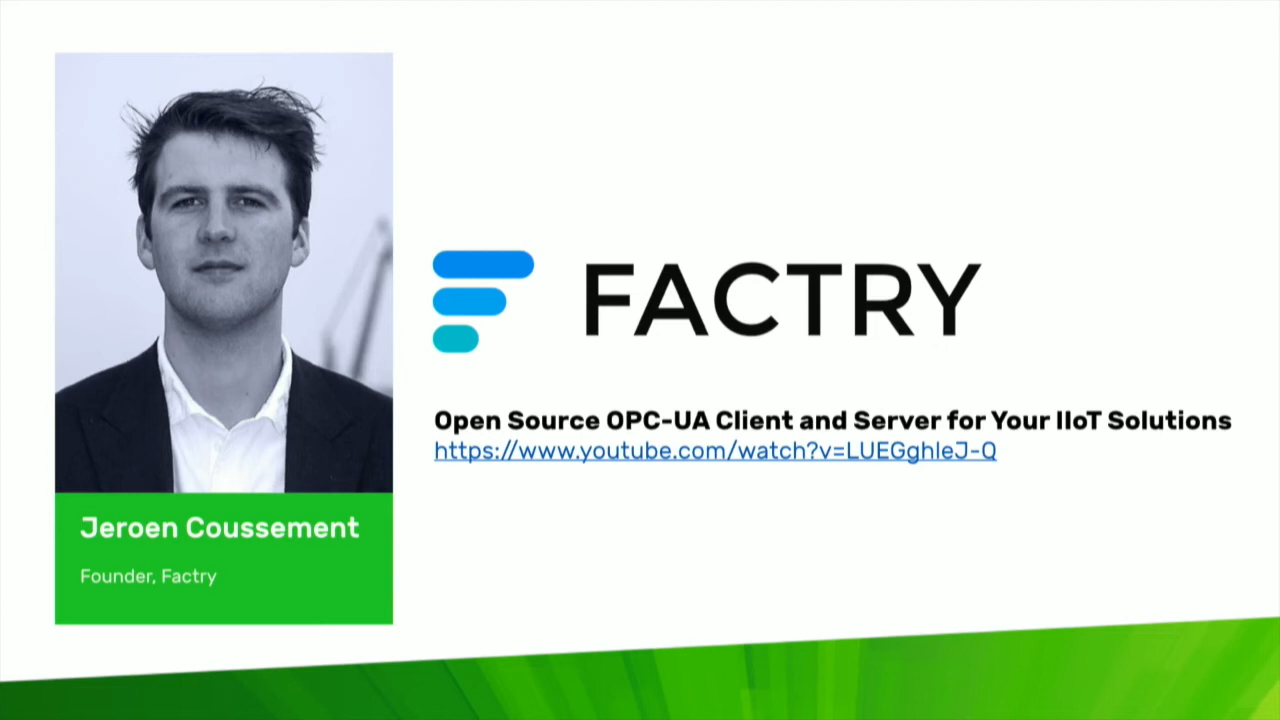 FACTRY
Open Source OPC-UA Client and Server for Your IIoT Solutions
https://www.youtube.com/watch?v=LUEGghleJ-Q
Jeroen Coussement
Founder, Factry